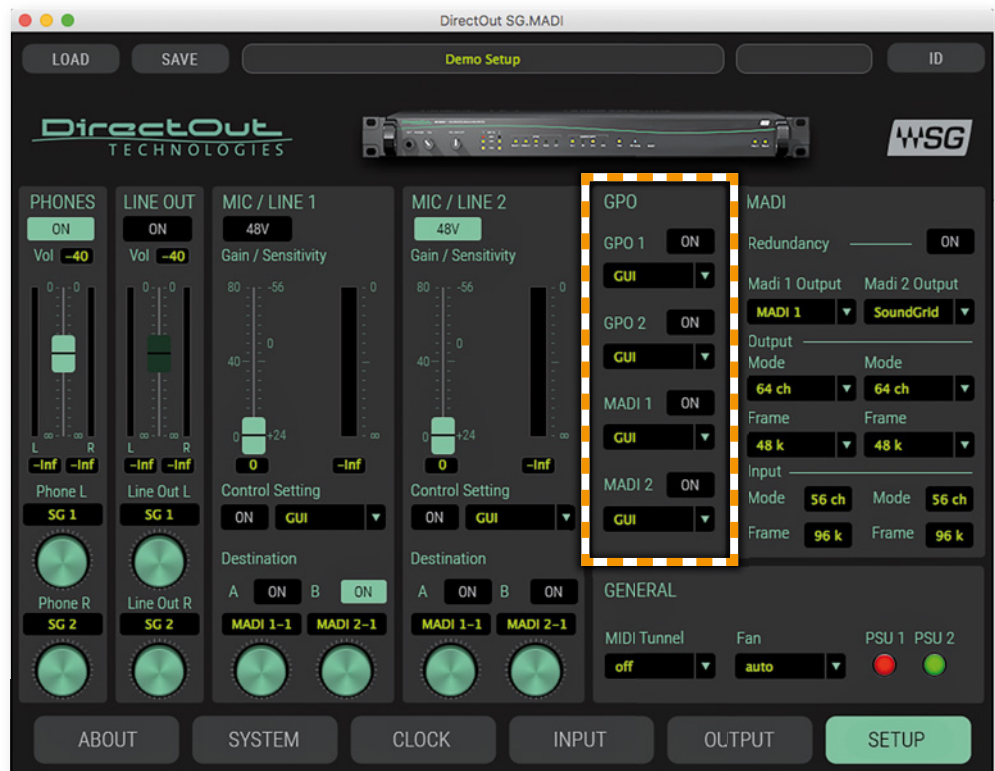 DirectOut SG.MADI
LOAD SAVE Demo Setup ID
DirectOut
TECHNOLOGIES
WSG
PHONES
ON
Vol -40
0 0
∞ ∞
L R
-Inf -Inf
Phone L
SG 1
Phone R
SG 2
LINE OUT
ON
Vol -40
0 0
∞ ∞
L R
-Inf -Inf
Line Out L
SG 1
Line Out R
SG 2
MIC / LINE 1
48V
Gain / Sensitivity
80 -56 0
0
40
0 +24 ∞
0 -Inf
Control Setting
ON GUI
Destination
A ON B ON
MADI 1-1 MADI 2-1
MIC / LINE 2
48V
Gain / Sensitivity
80 -56 0
0
40
0 +24 ∞
0 -Inf
Control Setting
ON GUI
Destination
A ON B ON
MADI 1-1 MADI 2-1
GPO
GPO 1 ON
GUI
GPO 2 ON
GUI
MADI 1 ON
GUI
MADI 2 ON
GUI
MADI
Redundancy ON
Madi 1 Output Madi 2 Output
MADI 1 SoundGrid
Output
Mode Mode
64 ch 64 ch
Frame Frame
48 k 48 k
Input
Mode 56 ch Mode 56 ch
Frame 96 k Frame 96 k
GENERAL
MIDI Tunnel Fan PSU 1 PSU 2
off auto
ABOUT SYSTEM CLOCK INPUT OUTPUT SETUP